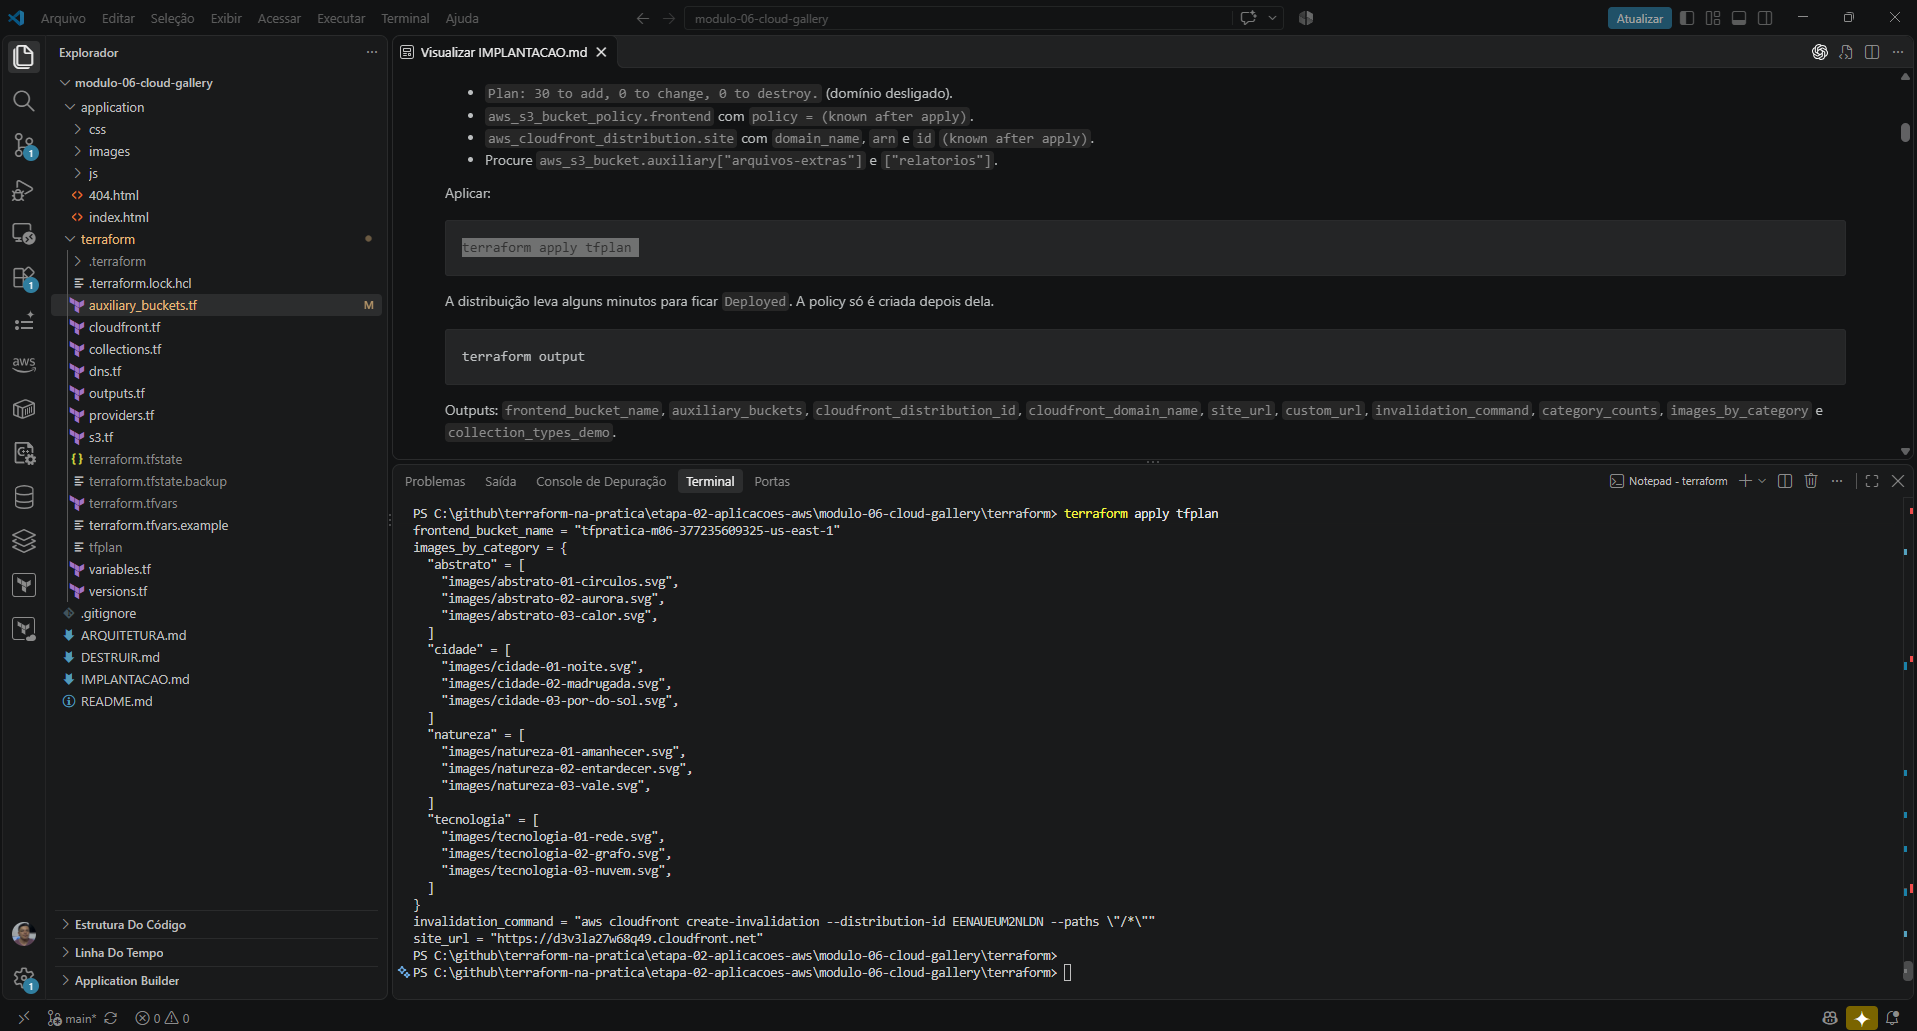 Arquivo Editar Seleção Exibir Acessar Executar Terminal Ajuda
modulo-06-cloud-gallery
Atualizar
Explorador
modulo-06-cloud-gallery
application
css
images
js
404.html
index.html
terraform
.terraform
.terraform.lock.hcl
auxiliary_buckets.tf M
cloudfront.tf
collections.tf
dns.tf
outputs.tf
providers.tf
s3.tf
terraform.tfstate
terraform.tfstate.backup
terraform.tfvars
terraform.tfvars.example
tfplan
variables.tf
versions.tf
.gitignore
ARQUITETURA.md
DESTRUIR.md
IMPLANTACAO.md
README.md
Estrutura Do Código
Linha Do Tempo
Application Builder
aws
1
1
1
Visualizar IMPLANTACAO.md
Plan: 30 to add, 0 to change, 0 to destroy. (domínio desligado).
aws_s3_bucket_policy.frontend com policy = (known after apply).
aws_cloudfront_distribution.site com domain_name, arn e id (known after apply).
Procure aws_s3_bucket.auxiliary["arquivos-extras"] e ["relatorios"].
Aplicar:
terraform apply tfplan
A distribuição leva alguns minutos para ficar Deployed. A policy só é criada depois dela.
terraform output
Outputs: frontend_bucket_name, auxiliary_buckets, cloudfront_distribution_id, cloudfront_domain_name, site_url, custom_url, invalidation_command, category_counts, images_by_category e
collection_types_demo.
Problemas Saída Console de Depuração Terminal Portas
Notepad - terraform
PS C:\github\terraform-na-pratica\etapa-02-aplicacoes-aws\modulo-06-cloud-gallery\terraform> terraform apply tfplan
frontend_bucket_name = "tfpratica-m06-377235609325-us-east-1"
images_by_category = {
"abstrato" = [
"images/abstrato-01-circulos.svg",
"images/abstrato-02-aurora.svg",
"images/abstrato-03-calor.svg",
]
"cidade" = [
"images/cidade-01-noite.svg",
"images/cidade-02-madrugada.svg",
"images/cidade-03-por-do-sol.svg",
]
"natureza" = [
"images/natureza-01-amanhecer.svg",
"images/natureza-02-entardecer.svg",
"images/natureza-03-vale.svg",
]
"tecnologia" = [
"images/tecnologia-01-rede.svg",
"images/tecnologia-02-grafo.svg",
"images/tecnologia-03-nuvem.svg",
]
}
invalidation_command = "aws cloudfront create-invalidation --distribution-id EENAUEUM2NLDN --paths \"/*\""
site_url = "https://d3v3la27w68q49.cloudfront.net"
PS C:\github\terraform-na-pratica\etapa-02-aplicacoes-aws\modulo-06-cloud-gallery\terraform>
PS C:\github\terraform-na-pratica\etapa-02-aplicacoes-aws\modulo-06-cloud-gallery\terraform>
main* 0 0